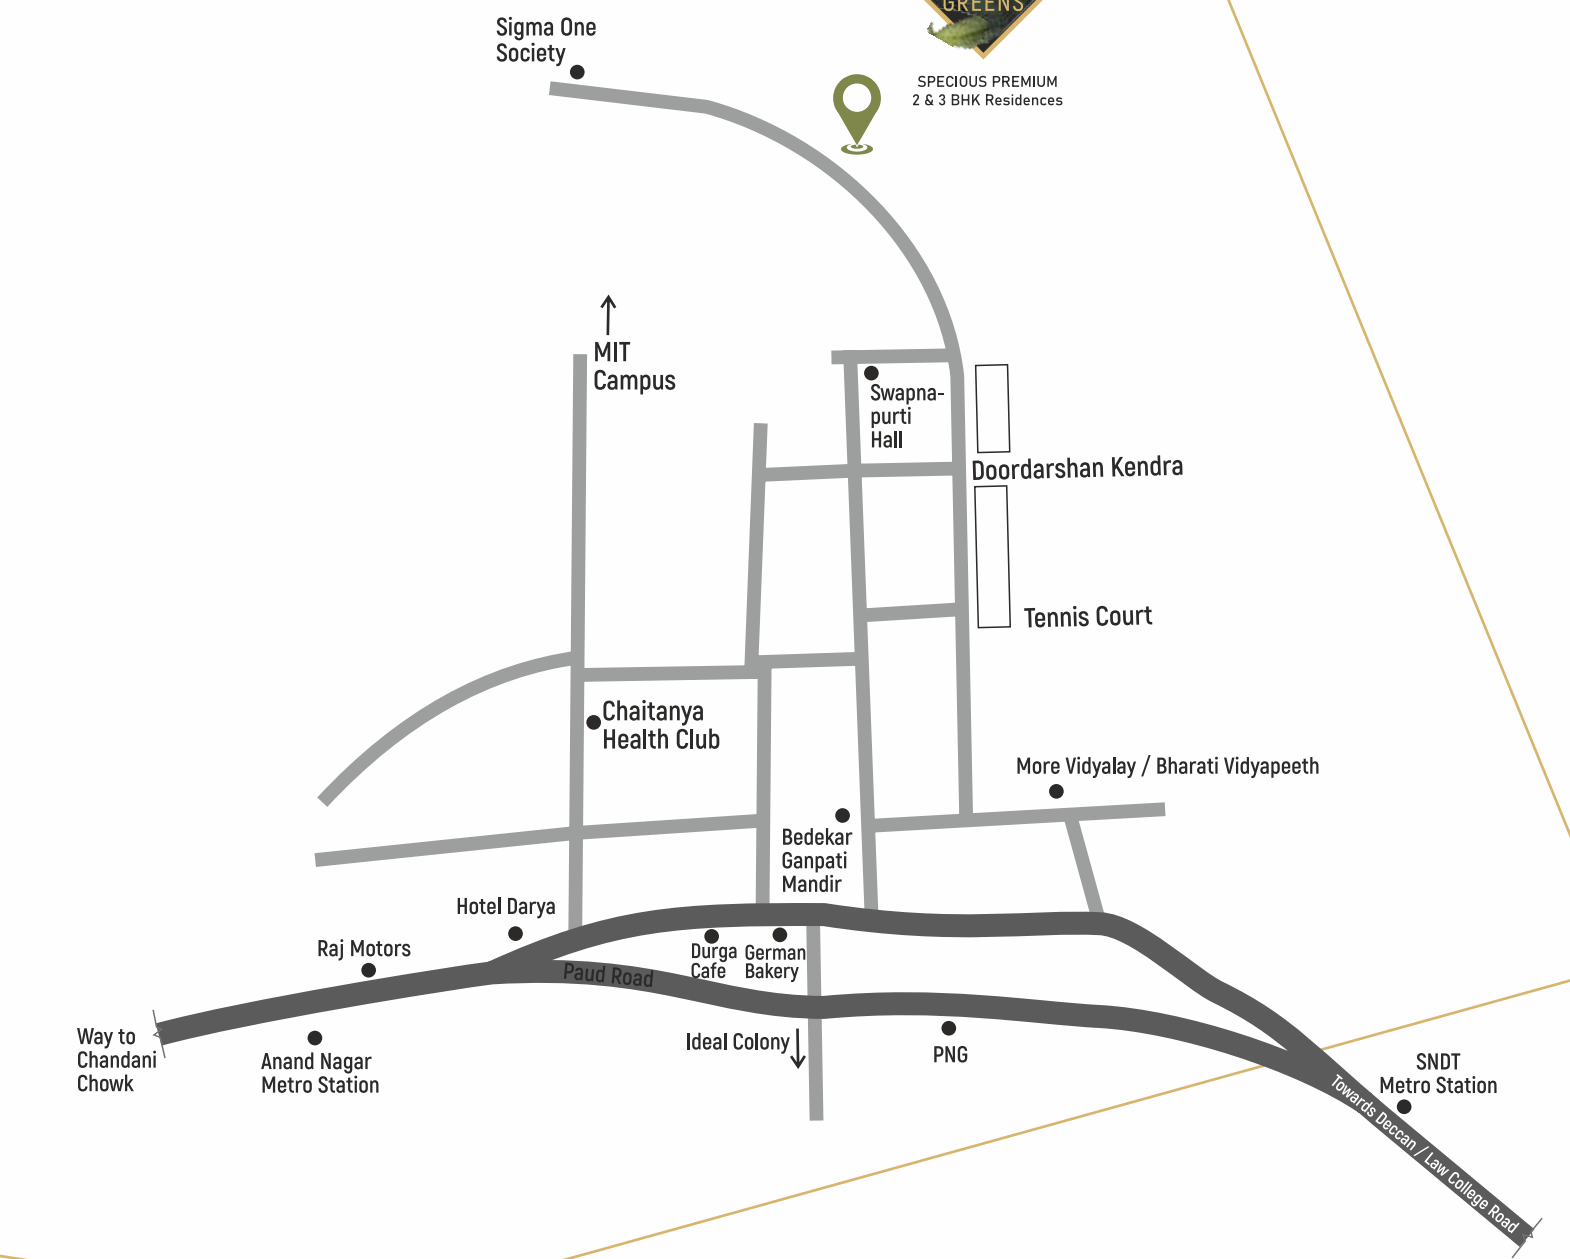 GREENS
Sigma One
Society
SPECIOUS PREMIUM
2 & 3 BHK Residences
MIT
Campus
Swapna-
purti
Hall
Doordarshan Kendra
Tennis Court
Chaitanya
Health Club
More Vidyalay / Bharati Vidyapeeth
Bedekar
Ganpati
Mandir
Hotel Darya
Raj Motors
Durga
Cafe
German
Bakery
Paud Road
Way to
Chandani
Chowk
Anand Nagar
Metro Station
Ideal Colony
PNG
SNDT
Metro Station
Towards Deccan / Law College Road